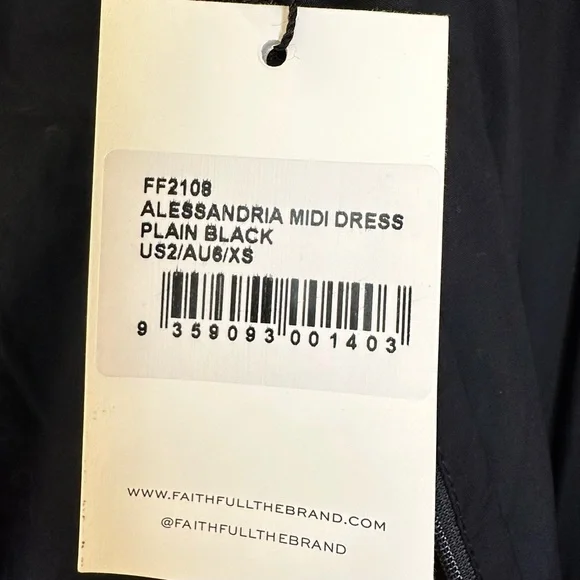 FF2108
ALESSANDRIA MIDI DRESS
PLAIN BLACK
US2/AU6/XS
9 359093 001403
WWW.FAITHFULLTHEBRAND.COM
@FAITHFULLTHEBRAND